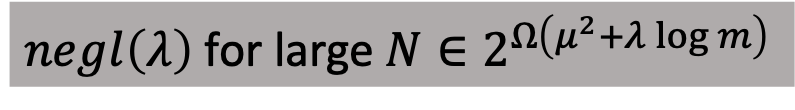 negl(λ) for large N ∈ 2^Ω(μ²+λ log m)